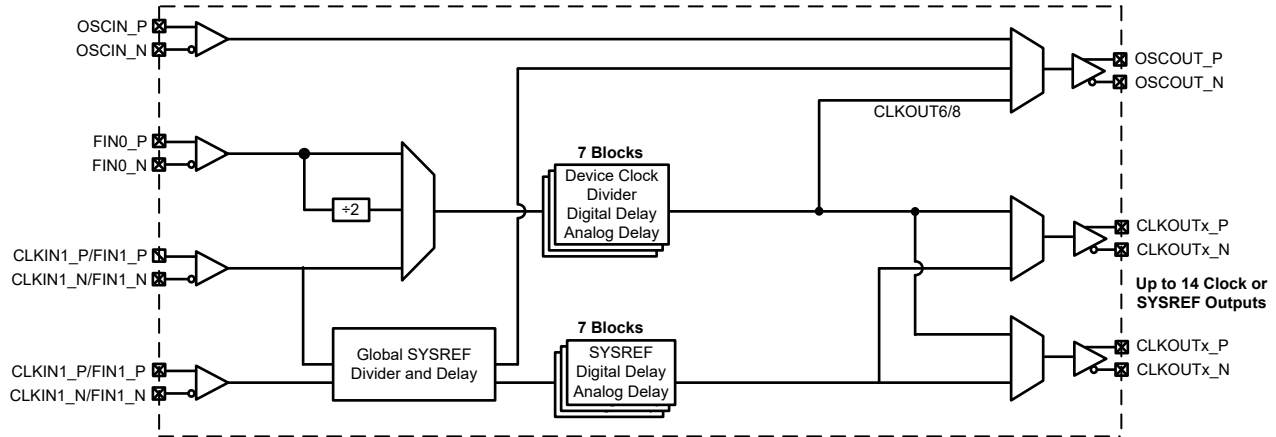 OSCIN_P
OSCIN_N
OSCOUT_P
OSCOUT_N
CLKOUT6/8
FIN0_P
FIN0_N
÷2
7 Blocks
Device Clock
Divider
Digital Delay
Analog Delay
CLKIN1_P/FIN1_P
CLKIN1_N/FIN1_N
CLKOUTx_P
CLKOUTx_N
Up to 14 Clock or
SYSREF Outputs
Global SYSREF
Divider and Delay
7 Blocks
SYSREF
Digital Delay
Analog Delay
CLKIN1_P/FIN1_P
CLKIN1_N/FIN1_N
CLKOUTx_P
CLKOUTx_N